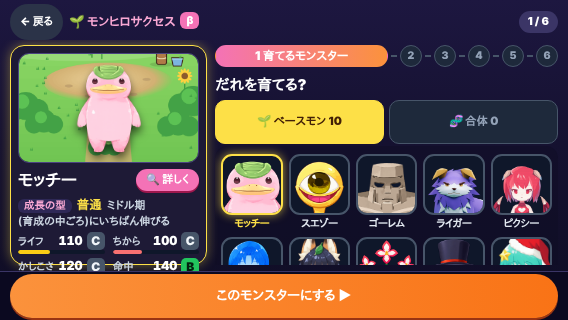 ← 戻る
🌱 モンヒロサクセス β
1 / 6
1 育てるモンスター
2
3
4
5
6
だれを育てる?
🌱 ベースモン 10
🧬 合体 0
モッチー
🔍 詳しく
成長の型 普通 ミドル期
(育成の中ごろ)にいちばん伸びる
ライフ 110 C ちから 100 C
かしこさ 120 C 命中 140 B
モッチー
スエゾー
ゴーレム
ライガー
ピクシー
このモンスターにする ▶